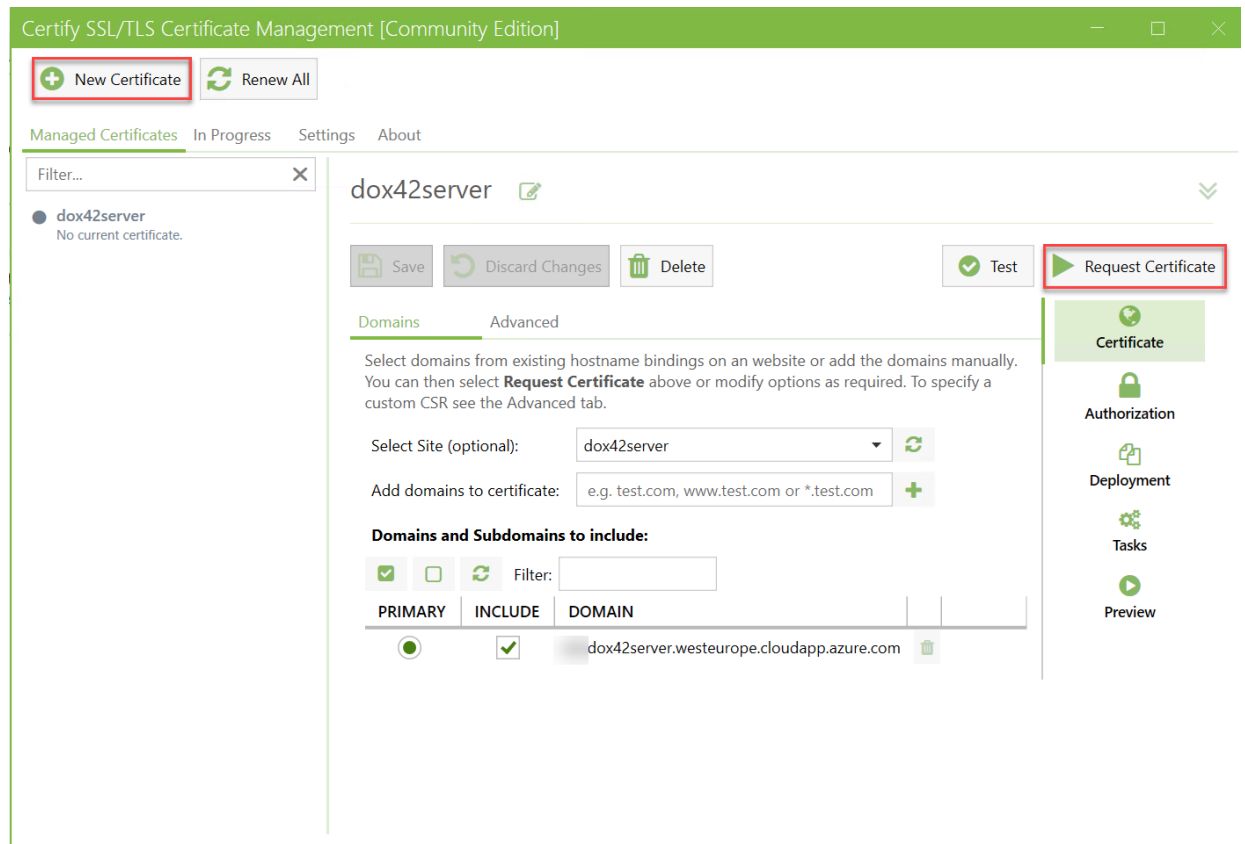 Certify SSL/TLS Certificate Management [Community Edition]
New Certificate
Renew All
Managed Certificates In Progress Settings About
Filter...
dox42server
No current certificate.
dox42server
Save
Discard Changes
Delete
Test
Request Certificate
Domains Advanced
Select domains from existing hostname bindings on an website or add the domains manually.
You can then select Request Certificate above or modify options as required. To specify a
custom CSR see the Advanced tab.
Select Site (optional): dox42server
Add domains to certificate: e.g. test.com, www.test.com or *.test.com
Domains and Subdomains to include:
Filter:
PRIMARY INCLUDE DOMAIN
dox42server.westeurope.cloudapp.azure.com
Certificate
Authorization
Deployment
Tasks
Preview